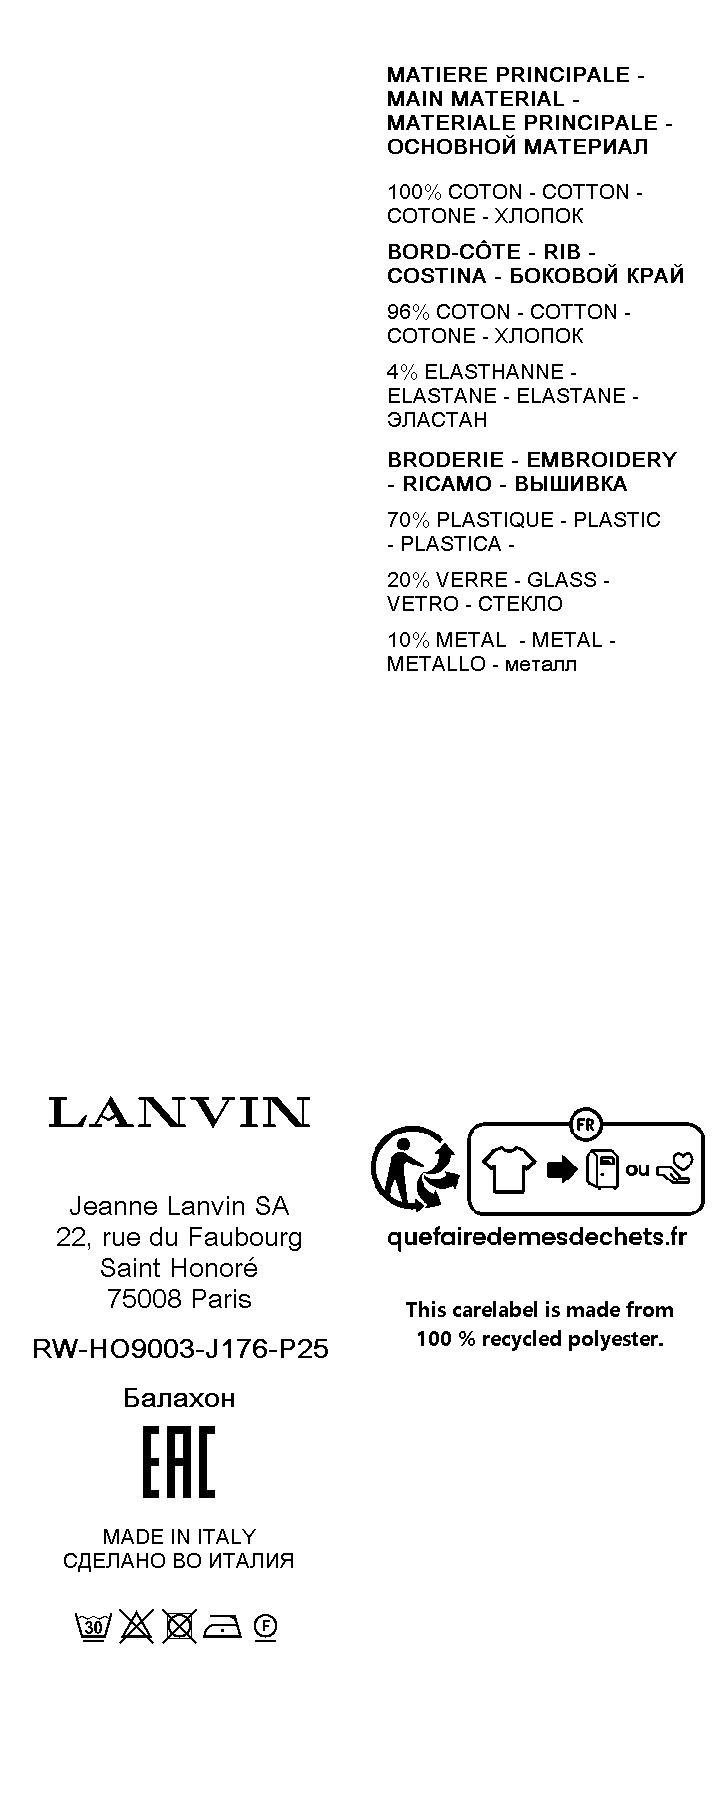 MATIERE PRINCIPALE -
MAIN MATERIAL -
MATERIALE PRINCIPALE -
ОСНОВНОЙ МАТЕРИАЛ
100% COTON - COTTON -
COTONE - ХЛОПОК
BORD-CÔTE - RIB -
COSTINA - БОКОВОЙ КРАЙ
96% COTON - COTTON -
COTONE - ХЛОПОК
4% ELASTHANNE -
ELASTANE - ELASTANE -
ЭЛАСТАН
BRODERIE - EMBROIDERY
- RICAMO - ВЫШИВКА
70% PLASTIQUE - PLASTIC
- PLASTICA -
20% VERRE - GLASS -
VETRO - СТЕКЛО
10% METAL  - METAL -
METALLO - металл
LANVIN
Jeanne Lanvin SA
22, rue du Faubourg
Saint Honoré
75008 Paris
RW-HO9003-J176-P25
Балахон
EAC
MADE IN ITALY
СДЕЛАНО ВО ИТАЛИЯ
30
F
FR
ou
quefairedemesdechets.fr
This carelabel is made from
100 % recycled polyester.